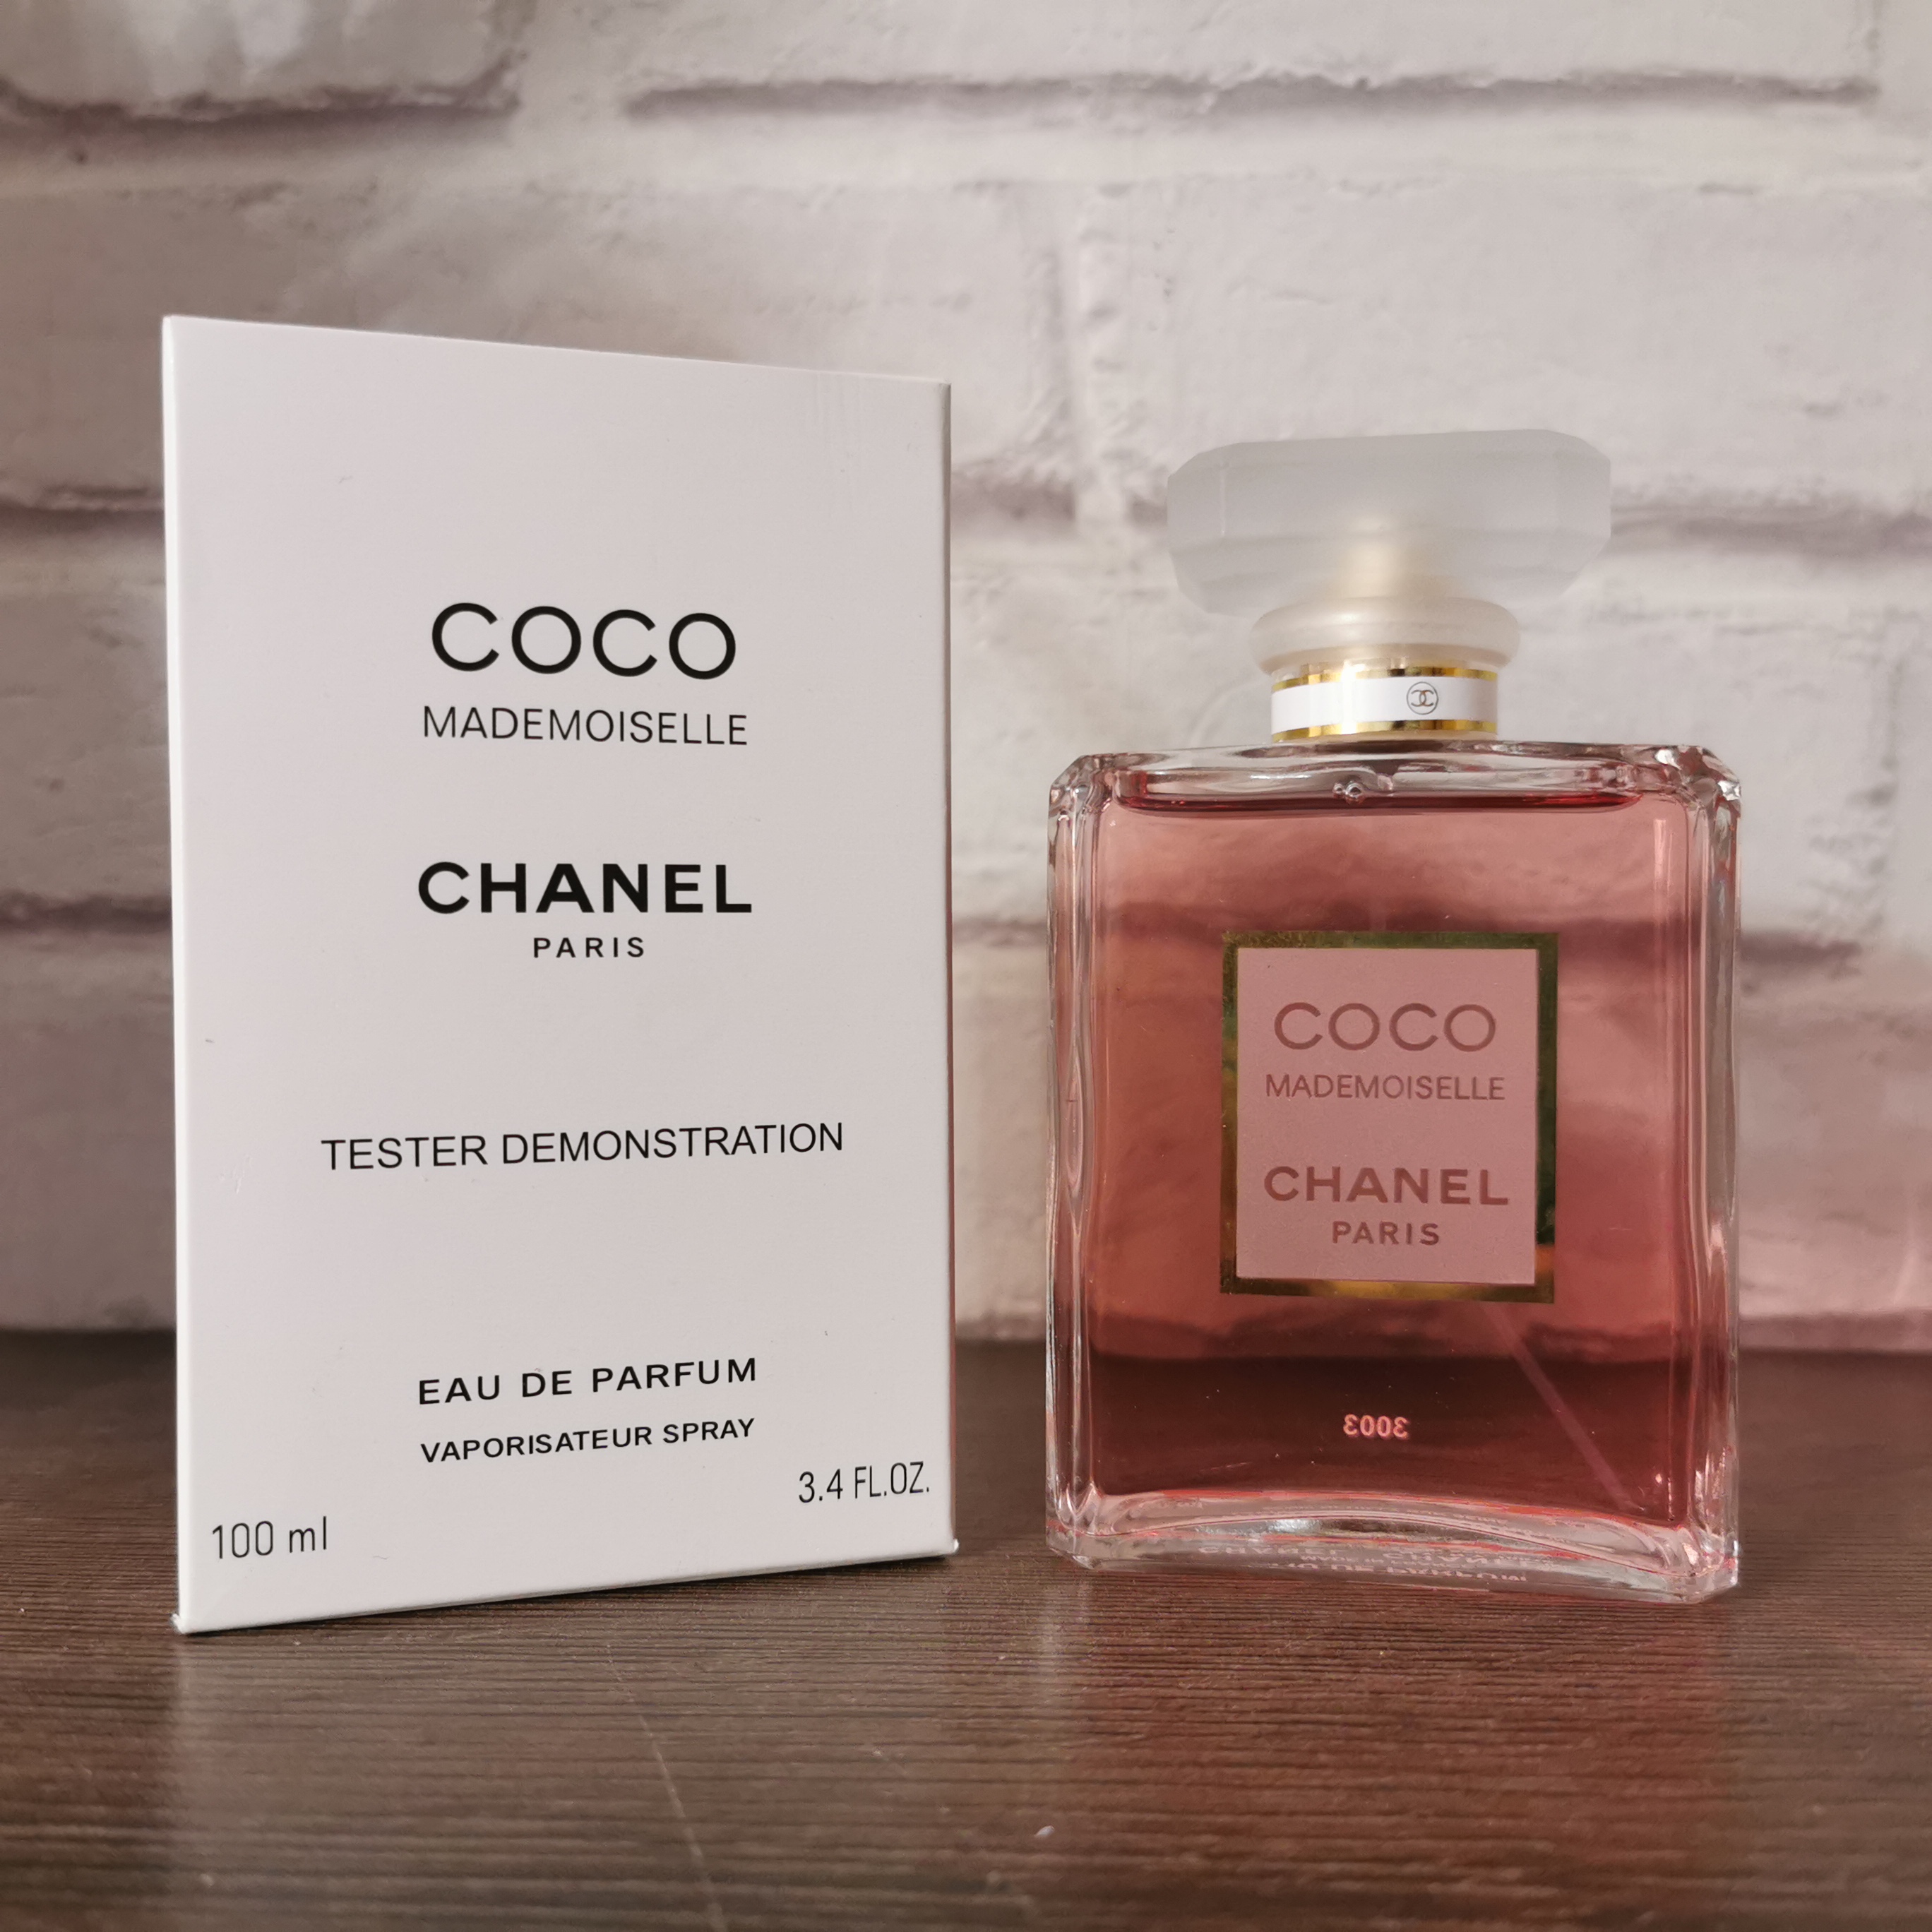 COCO
MADEMOISELLE
CHANEL
PARIS
TESTER DEMONSTRATION
EAU DE PARFUM
VAPORISATEUR SPRAY
3.4 FL.OZ.
100 ml
COCO
MADEMOISELLE
CHANEL
PARIS
3003